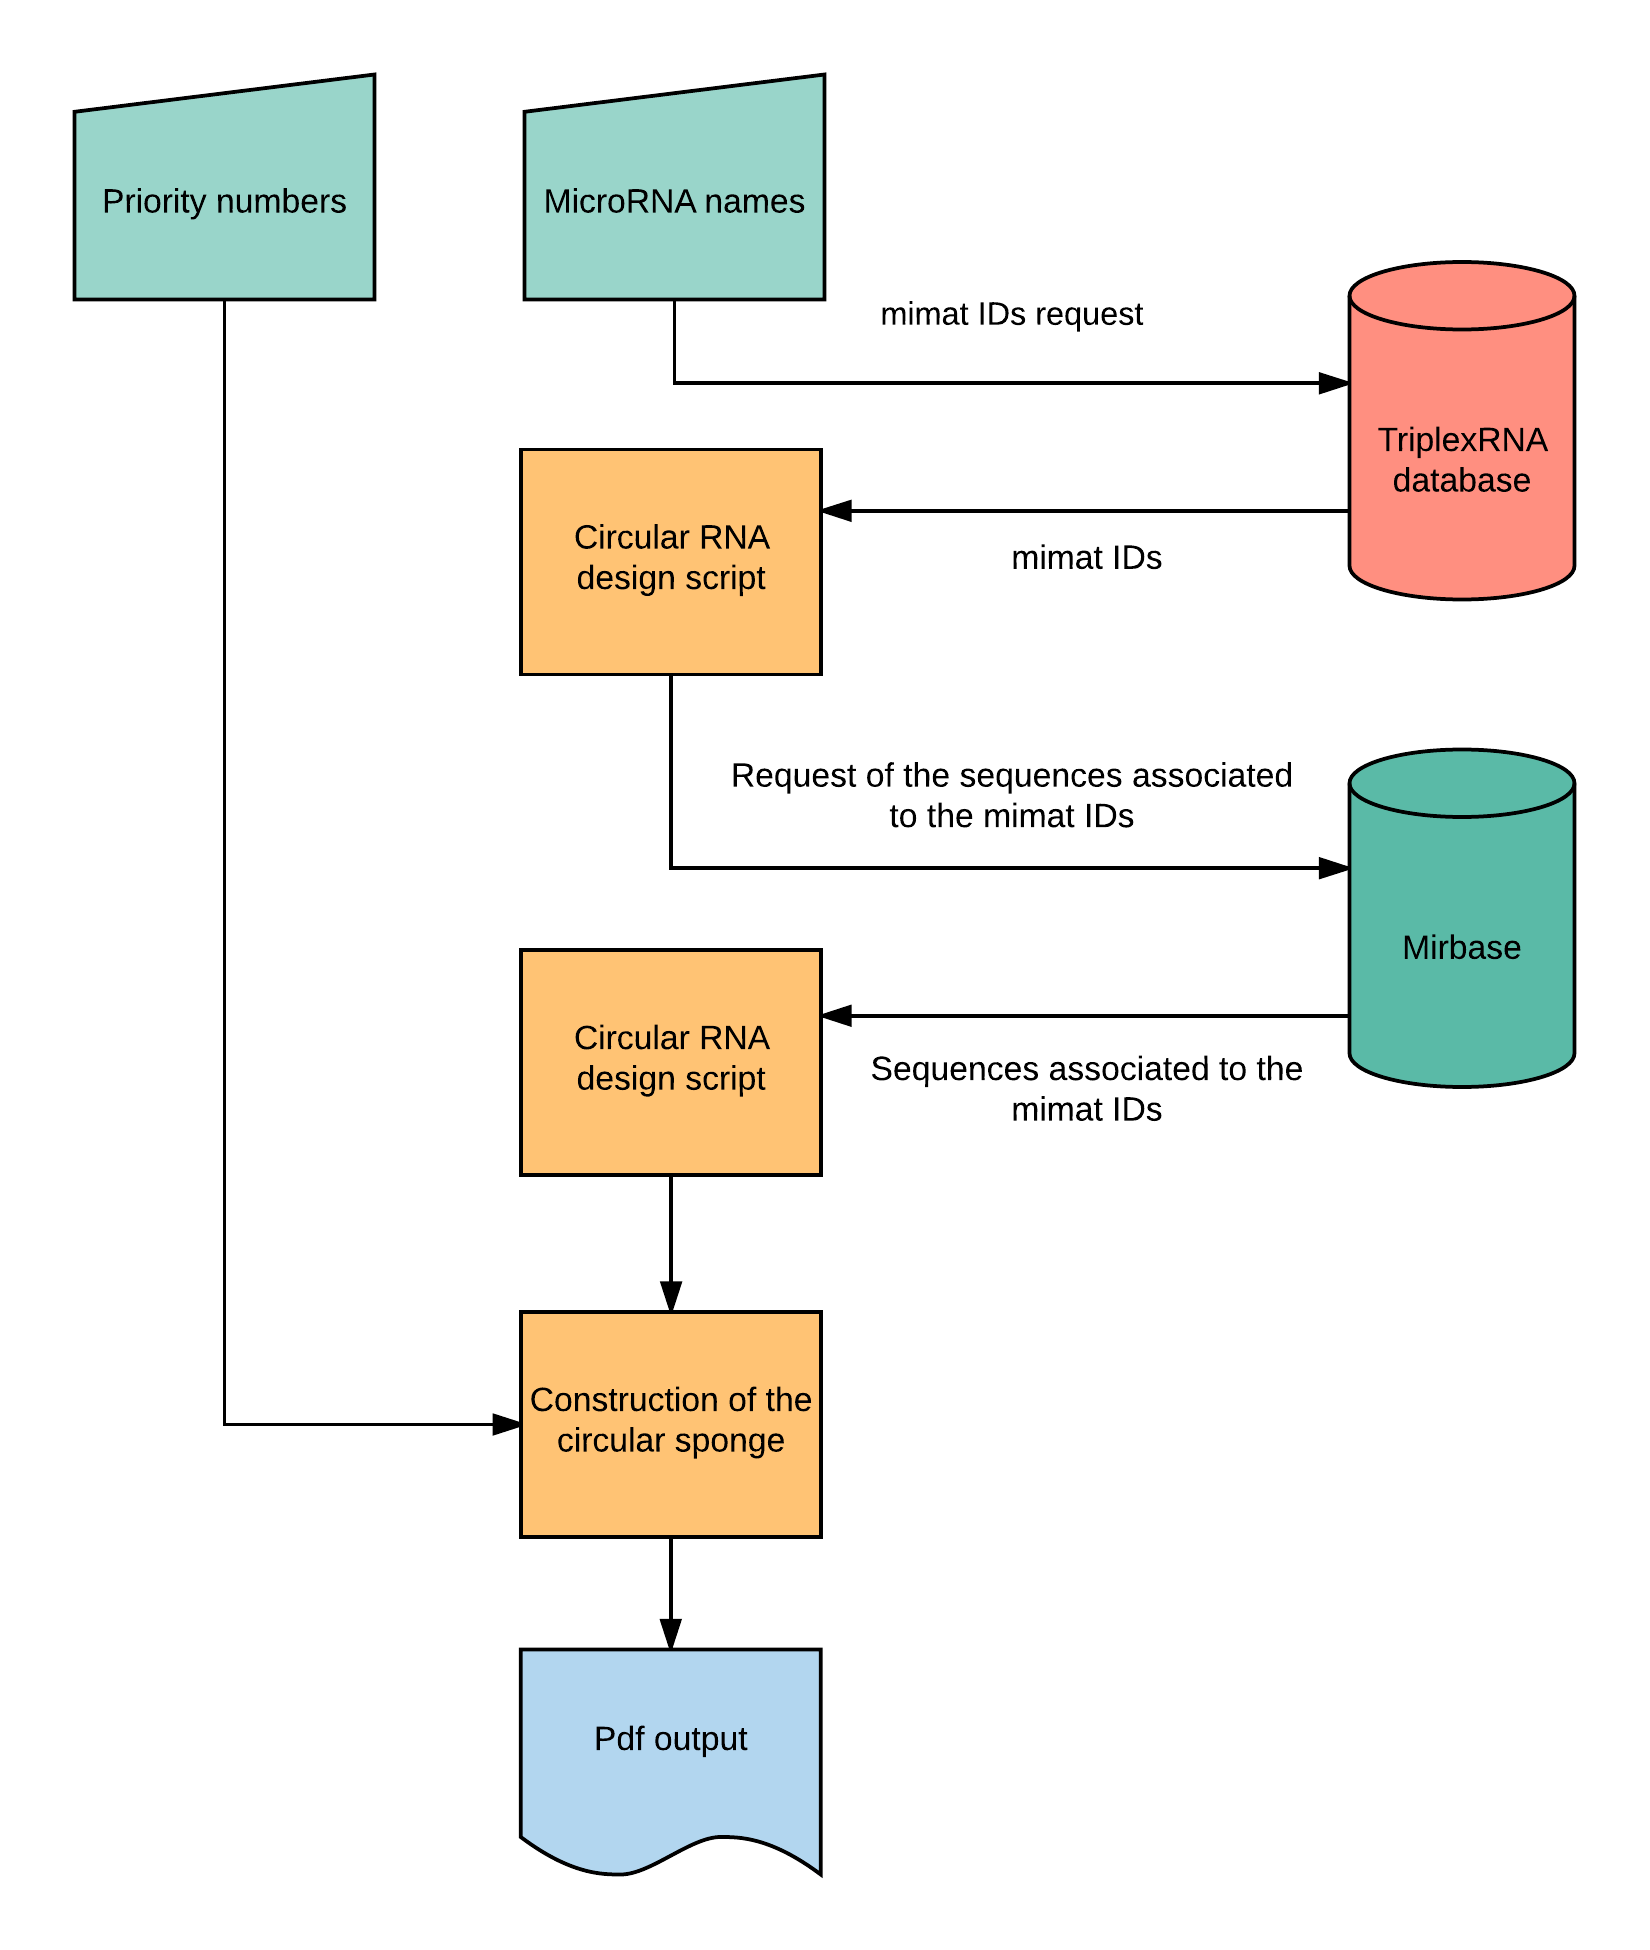 Priority numbers
MicroRNA names
mimat IDs request
TriplexRNA
database
Circular RNA
design script
mimat IDs
Request of the sequences associated
to the mimat IDs
Mirbase
Circular RNA
design script
Sequences associated to the
mimat IDs
Construction of the
circular sponge
Pdf output